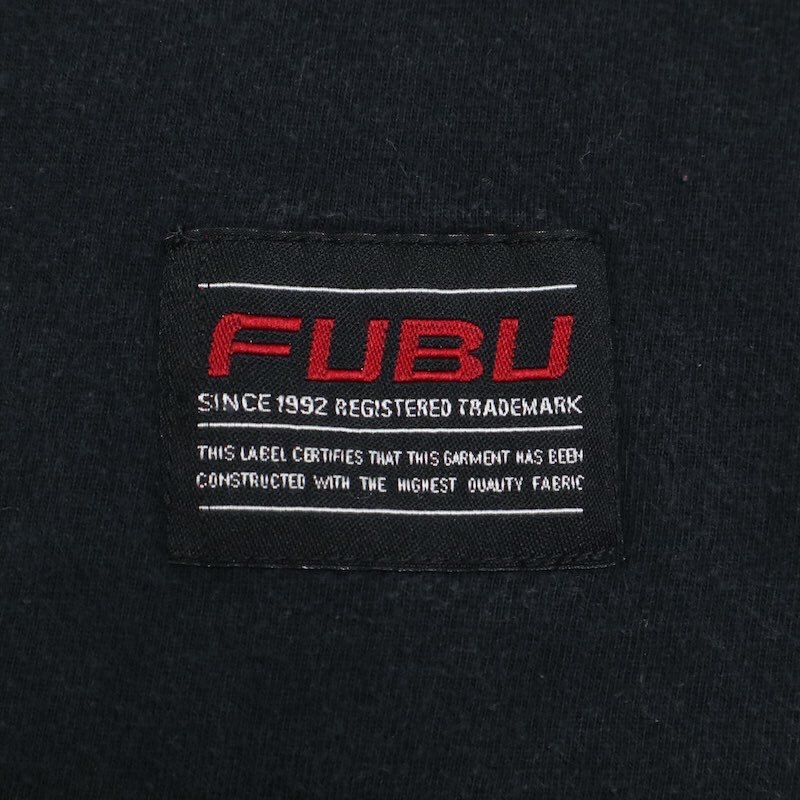 FUBU
SINCE 1992 REGISTERED TRADEMARK
THIS LABEL CERTIFIES THAT THIS GARMENT HAS BEEN
CONSTRUCTED WITH THE HIGHEST QUALITY FABRIC